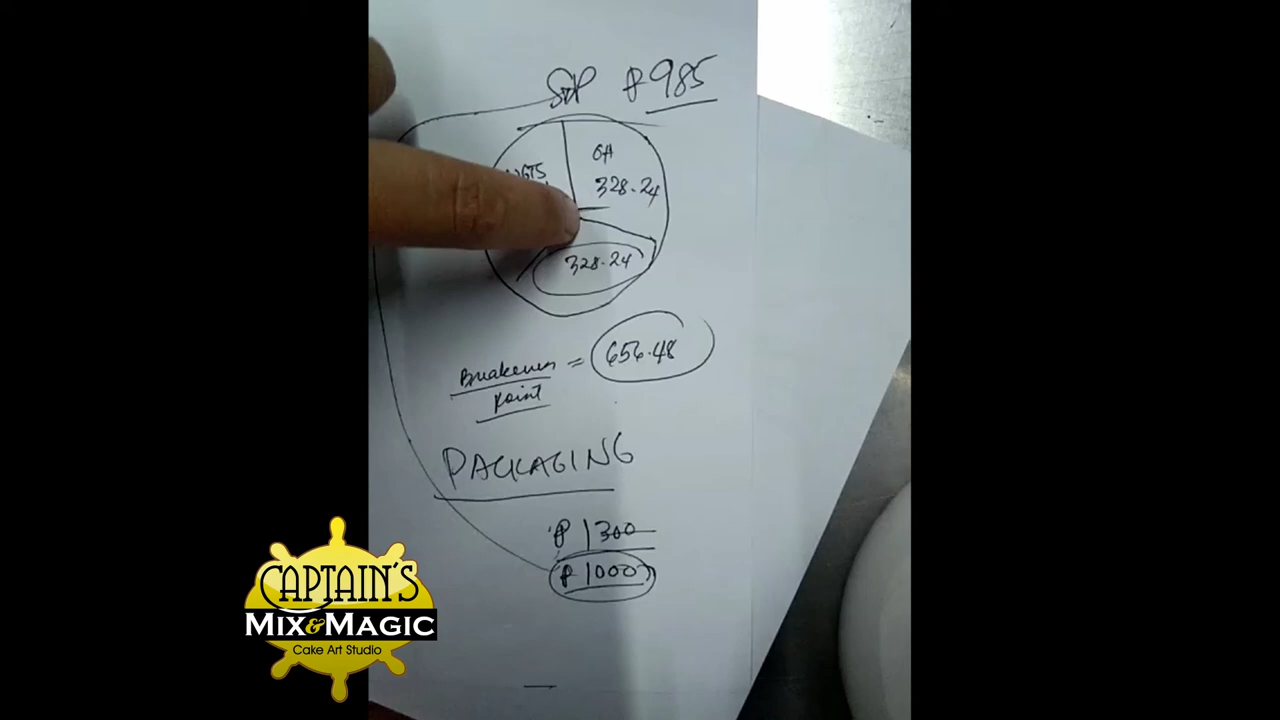 SRP ₱985
OH
328.24
328.24
Breakeven = 656.48
Point
PACKAGING
₱1300
₱1000
CAPTAIN'S
MIX & MAGIC
Cake Art Studio